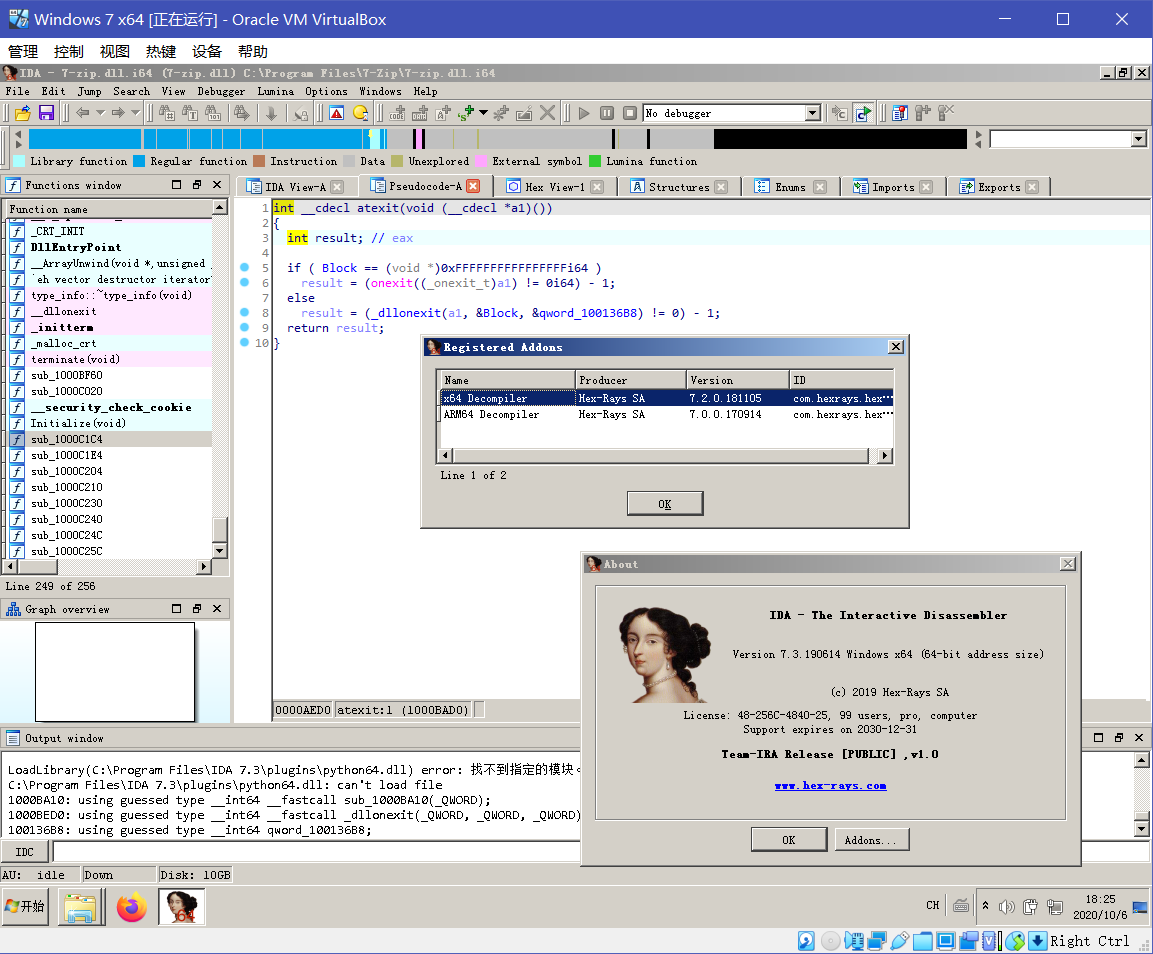 Windows 7 x64 [正在运行] - Oracle VM VirtualBox
管理 控制 视图 热键 设备 帮助
IDA - 7-zip.dll.i64 (7-zip.dll) C:\Program Files\7-Zip\7-zip.dll.i64
File Edit Jump Search View Debugger Lumina Options Windows Help
No debugger
Library function Regular function Instruction Data Unexplored External symbol Lumina function
Functions window
IDA View-A Pseudocode-A Hex View-1 Structures Enums Imports Exports
Function name
_CRT_INIT
DllEntryPoint
__ArrayUnwind(void *,unsigned
`eh vector destructor iterator'
type_info::~type_info(void)
__dllonexit
_initterm
_malloc_crt
terminate(void)
sub_1000BF60
sub_1000C020
__security_check_cookie
Initialize(void)
sub_1000C1C4
sub_1000C1E4
sub_1000C204
sub_1000C210
sub_1000C230
sub_1000C240
sub_1000C24C
sub_1000C25C
Line 249 of 256
Graph overview
1 int __cdecl atexit(void (__cdecl *a1)())
2 {
3 int result; // eax
4
5 if ( Block == (void *)0xFFFFFFFFFFFFFFFFi64 )
6 result = (onexit((_onexit_t)a1) != 0i64) - 1;
7 else
8 result = (_dllonexit(a1, &Block, &qword_100136B8) != 0) - 1;
9 return result;
10 }
0000AED0 atexit:1 (1000BAD0)
Registered Addons
Name Producer Version ID
x64 Decompiler Hex-Rays SA 7.2.0.181105 com.hexrays.hex...
ARM64 Decompiler Hex-Rays SA 7.0.0.170914 com.hexrays.hex...
Line 1 of 2
OK
About
IDA - The Interactive Disassembler
Version 7.3.190614 Windows x64 (64-bit address size)
(c) 2019 Hex-Rays SA
License: 48-256C-4840-25, 99 users, pro, computer
Support expires on 2030-12-31
Team-IRA Release [PUBLIC] ,v1.0
www.hex-rays.com
OK Addons...
Output window
LoadLibrary(C:\Program Files\IDA 7.3\plugins\python64.dll) error: 找不到指定的模块
C:\Program Files\IDA 7.3\plugins\python64.dll: can't load file
1000BA10: using guessed type __int64 __fastcall sub_1000BA10(_QWORD);
1000BED0: using guessed type __int64 __fastcall _dllonexit(_QWORD, _QWORD, _QWORD)
100136B8: using guessed type __int64 qword_100136B8;
IDC
AU: idle Down Disk: 10GB
开始
64
CH
18:25
2020/10/6
Right Ctrl